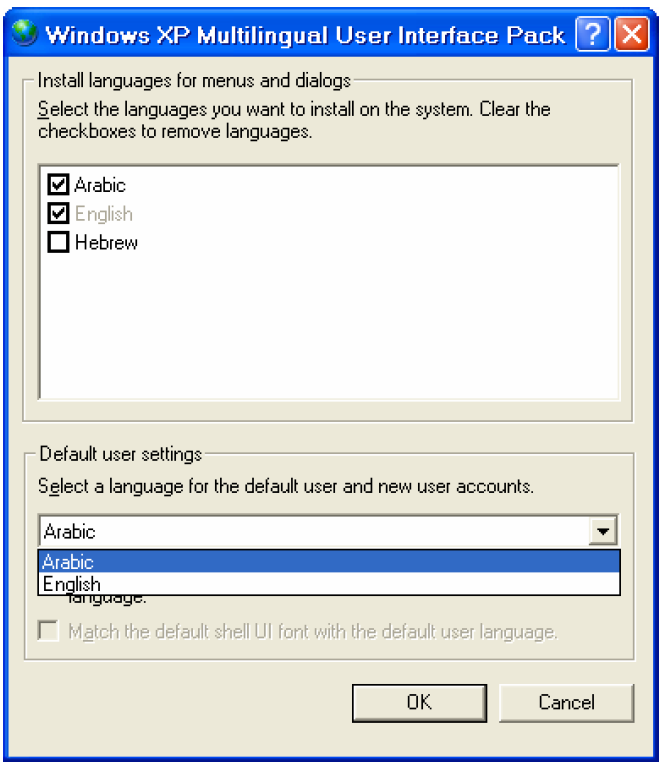 Windows XP Multilingual User Interface Pack
Install languages for menus and dialogs
Select the languages you want to install on the system. Clear the
checkboxes to remove languages.
Arabic
English
Hebrew
Default user settings
Select a language for the default user and new user accounts.
Arabic
Arabic
English
language.
Match the default shell UI font with the default user language.
OK
Cancel